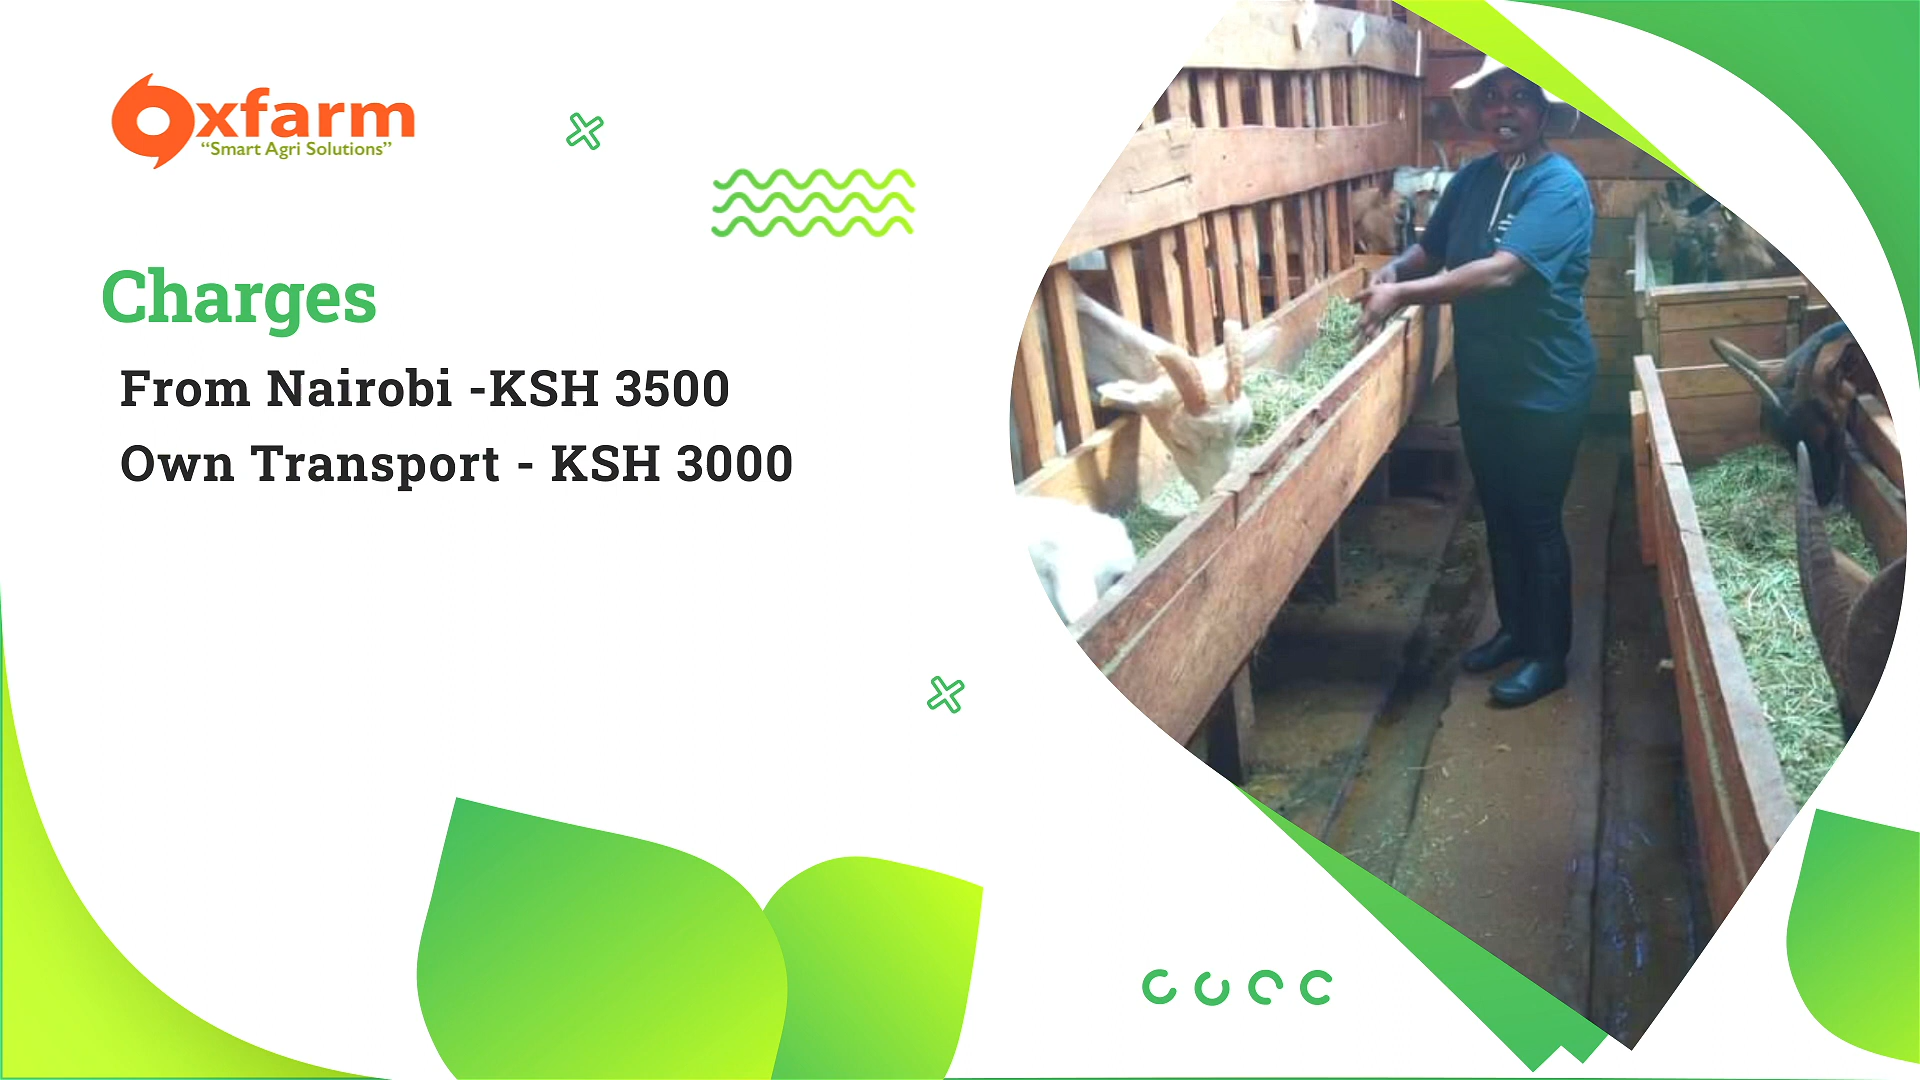 Oxfarm
“Smart Agri Solutions”
Charges
From Nairobi -KSH 3500
Own Transport - KSH 3000